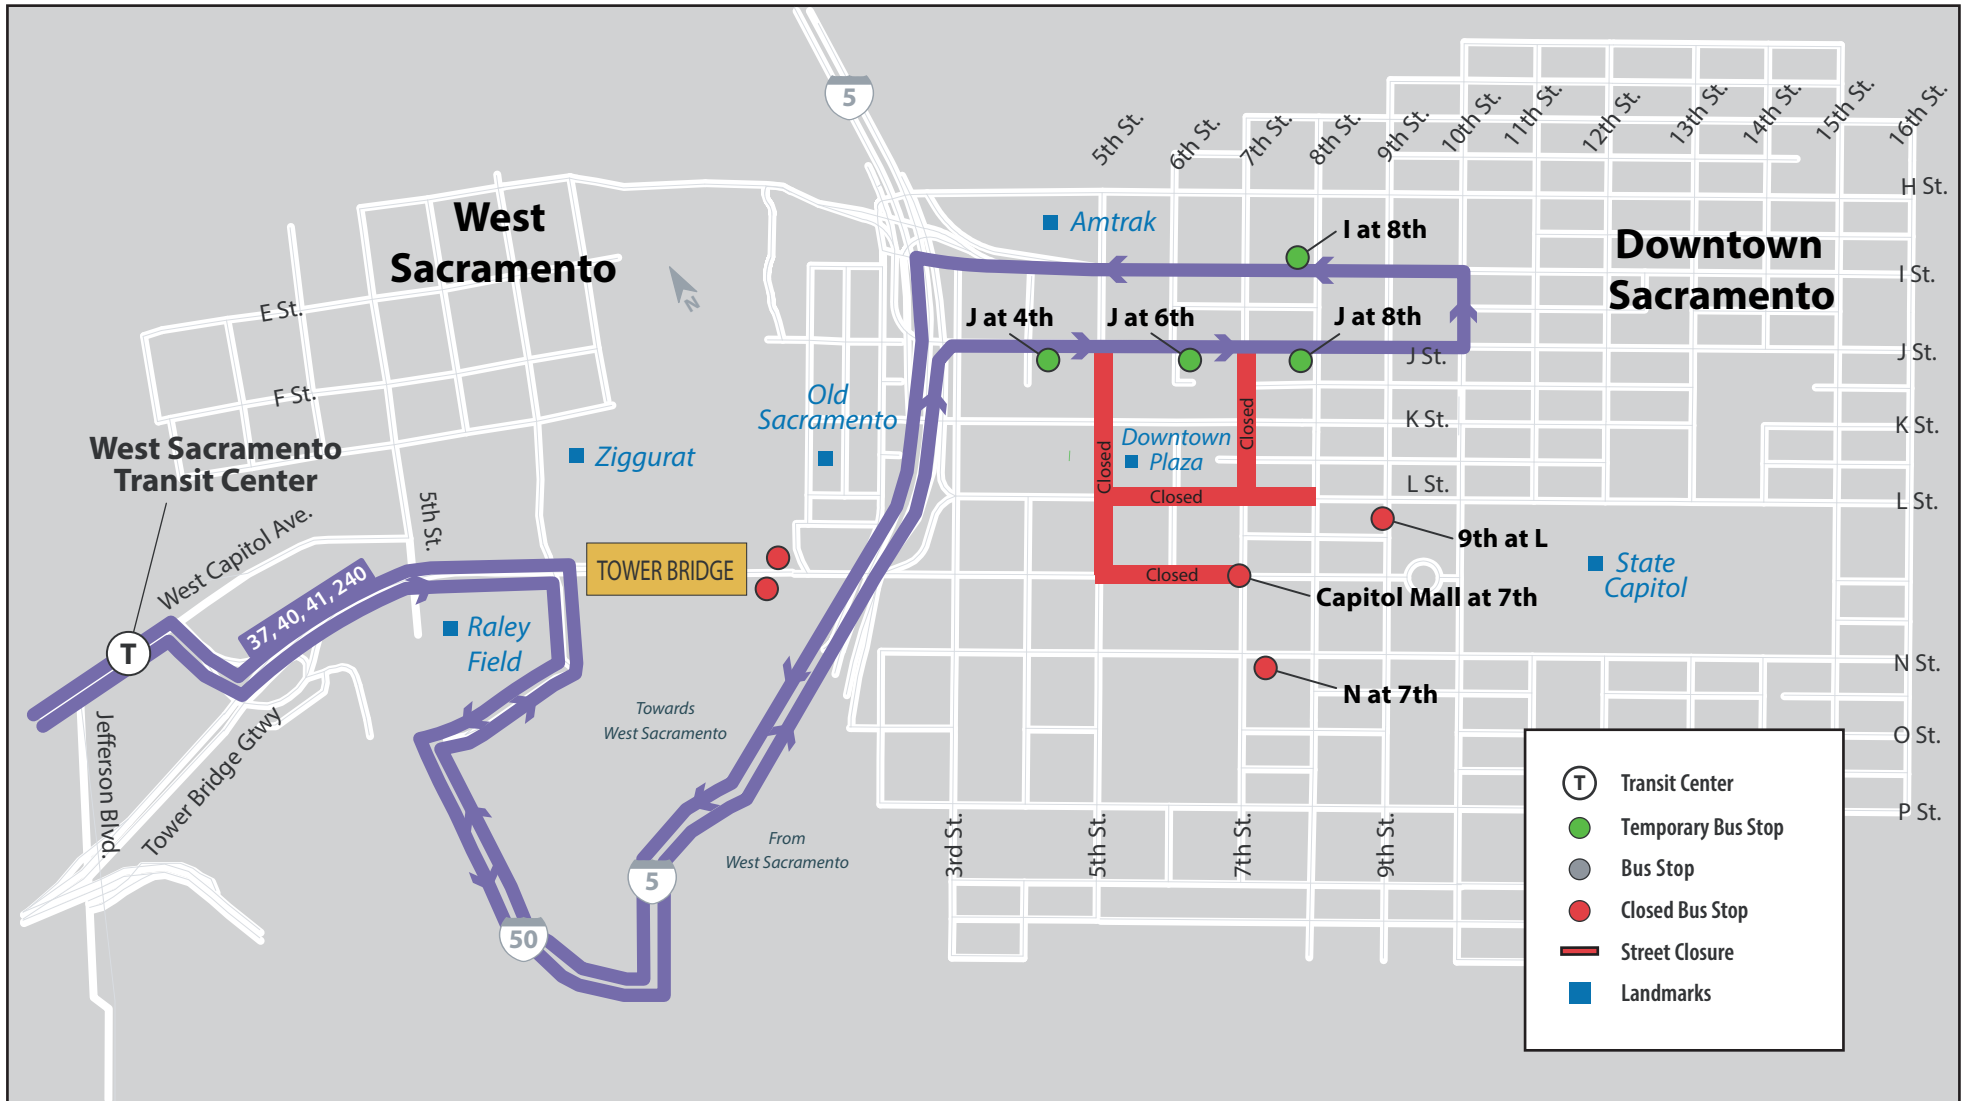 5
5th St.
6th St.
7th St.
8th St.
9th St.
10th St.
11th St.
12th St.
13th St.
14th St.
15th St.
16th St.
H St.
West
Sacramento
Amtrak
I at 8th
Downtown
Sacramento
I St.
N
E St.
J at 4th
J at 6th
J at 8th
J St.
J St.
F St.
Old
Sacramento
K St.
K St.
Closed
Closed
Downtown
Plaza
West Sacramento
Transit Center
Ziggurat
L St.
L St.
Closed
5th St.
West Capitol Ave.
9th at L
TOWER BRIDGE
Closed
State
Capitol
Capitol Mall at 7th
37, 40, 41, 240
Raley
Field
T
N St.
N at 7th
Towards
West Sacramento
Jefferson Blvd.
Tower Bridge Gtwy
O St.
P St.
From
West Sacramento
3rd St.
5th St.
7th St.
9th St.
5
50
T Transit Center
Temporary Bus Stop
Bus Stop
Closed Bus Stop
Street Closure
Landmarks